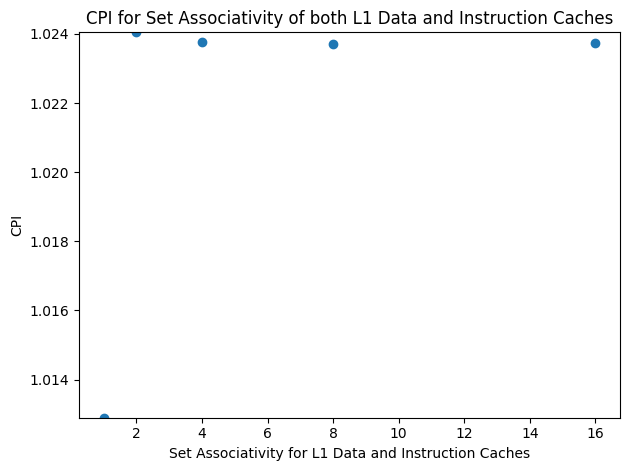 CPI for Set Associativity of both L1 Data and Instruction Caches
1.024
1.022
1.020
1.018
1.016
1.014
CPI
2 4 6 8 10 12 14 16
Set Associativity for L1 Data and Instruction Caches